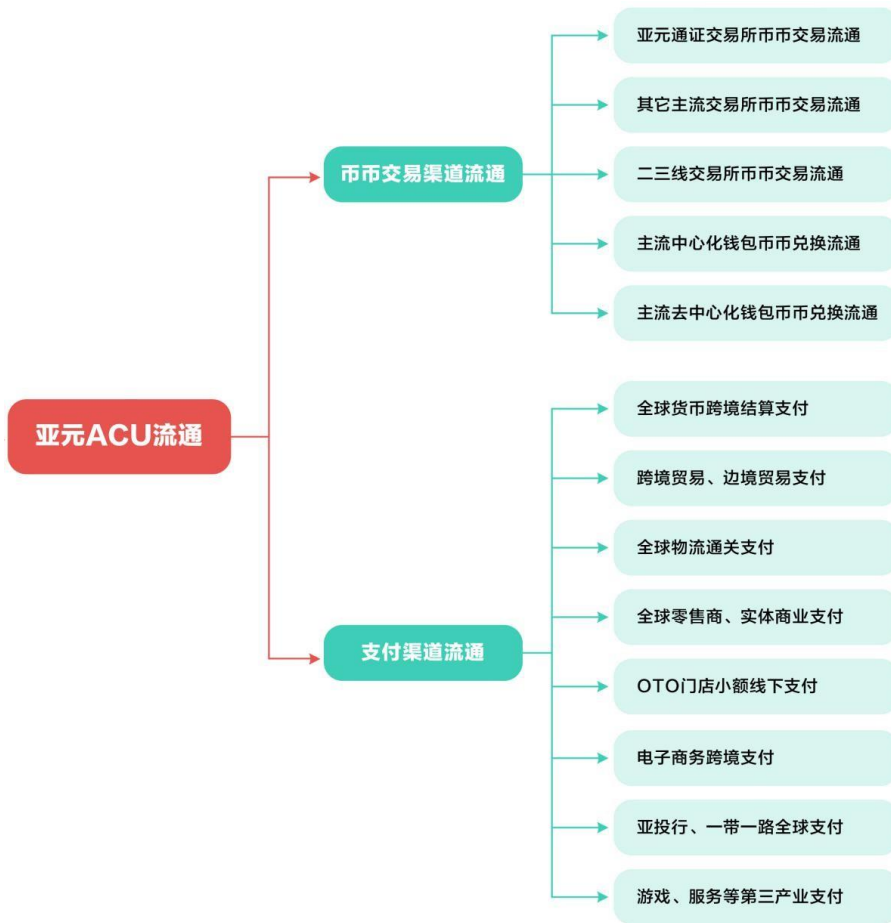 亚元ACU流通
币币交易渠道流通
亚元通证交易所币币交易流通
其它主流交易所币币交易流通
二三线交易所币币交易流通
主流中心化钱包币币兑换流通
主流去中心化钱包币币兑换流通
支付渠道流通
全球货币跨境结算支付
跨境贸易、边境贸易支付
全球物流通关支付
全球零售商、实体商业支付
OTO门店小额线下支付
电子商务跨境支付
亚投行、一带一路全球支付
游戏、服务等第三产业支付